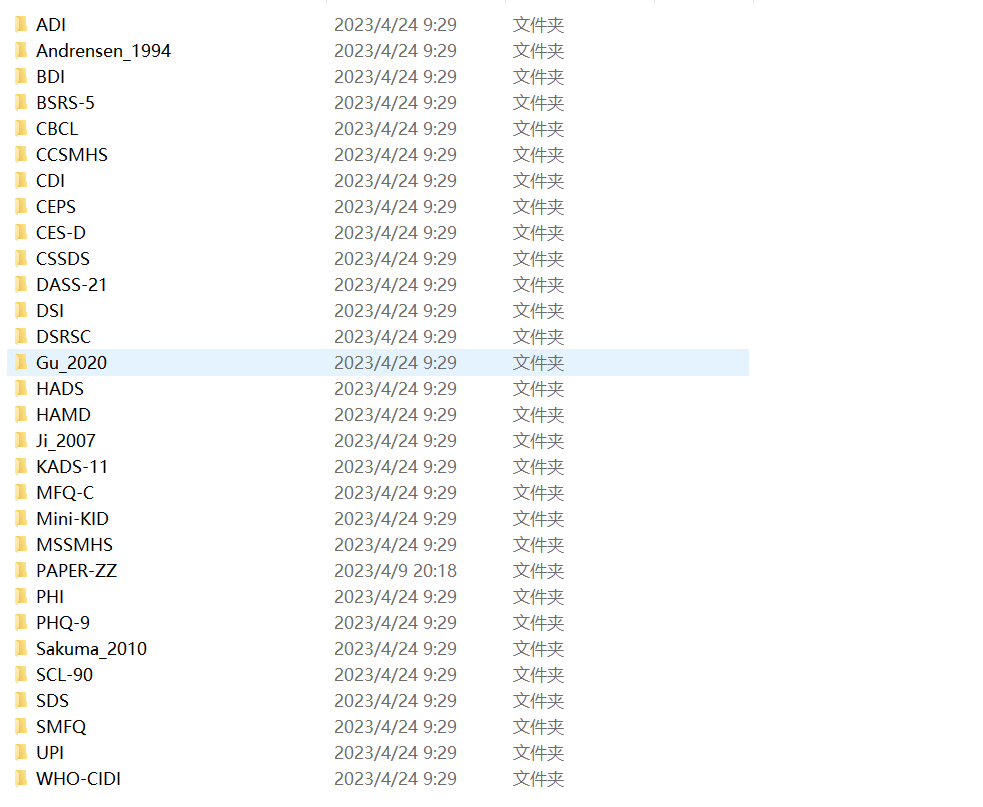 ADI 2023/4/24 9:29 文件夹
Andrensen_1994 2023/4/24 9:29 文件夹
BDI 2023/4/24 9:29 文件夹
BSRS-5 2023/4/24 9:29 文件夹
CBCL 2023/4/24 9:29 文件夹
CCSMHS 2023/4/24 9:29 文件夹
CDI 2023/4/24 9:29 文件夹
CEPS 2023/4/24 9:29 文件夹
CES-D 2023/4/24 9:29 文件夹
CSSDS 2023/4/24 9:29 文件夹
DASS-21 2023/4/24 9:29 文件夹
DSI 2023/4/24 9:29 文件夹
DSRSC 2023/4/24 9:29 文件夹
Gu_2020 2023/4/24 9:29 文件夹
HADS 2023/4/24 9:29 文件夹
HAMD 2023/4/24 9:29 文件夹
Ji_2007 2023/4/24 9:29 文件夹
KADS-11 2023/4/24 9:29 文件夹
MFQ-C 2023/4/24 9:29 文件夹
Mini-KID 2023/4/24 9:29 文件夹
MSSMHS 2023/4/24 9:29 文件夹
PAPER-ZZ 2023/4/9 20:18 文件夹
PHI 2023/4/24 9:29 文件夹
PHQ-9 2023/4/24 9:29 文件夹
Sakuma_2010 2023/4/24 9:29 文件夹
SCL-90 2023/4/24 9:29 文件夹
SDS 2023/4/24 9:29 文件夹
SMFQ 2023/4/24 9:29 文件夹
UPI 2023/4/24 9:29 文件夹
WHO-CIDI 2023/4/24 9:29 文件夹